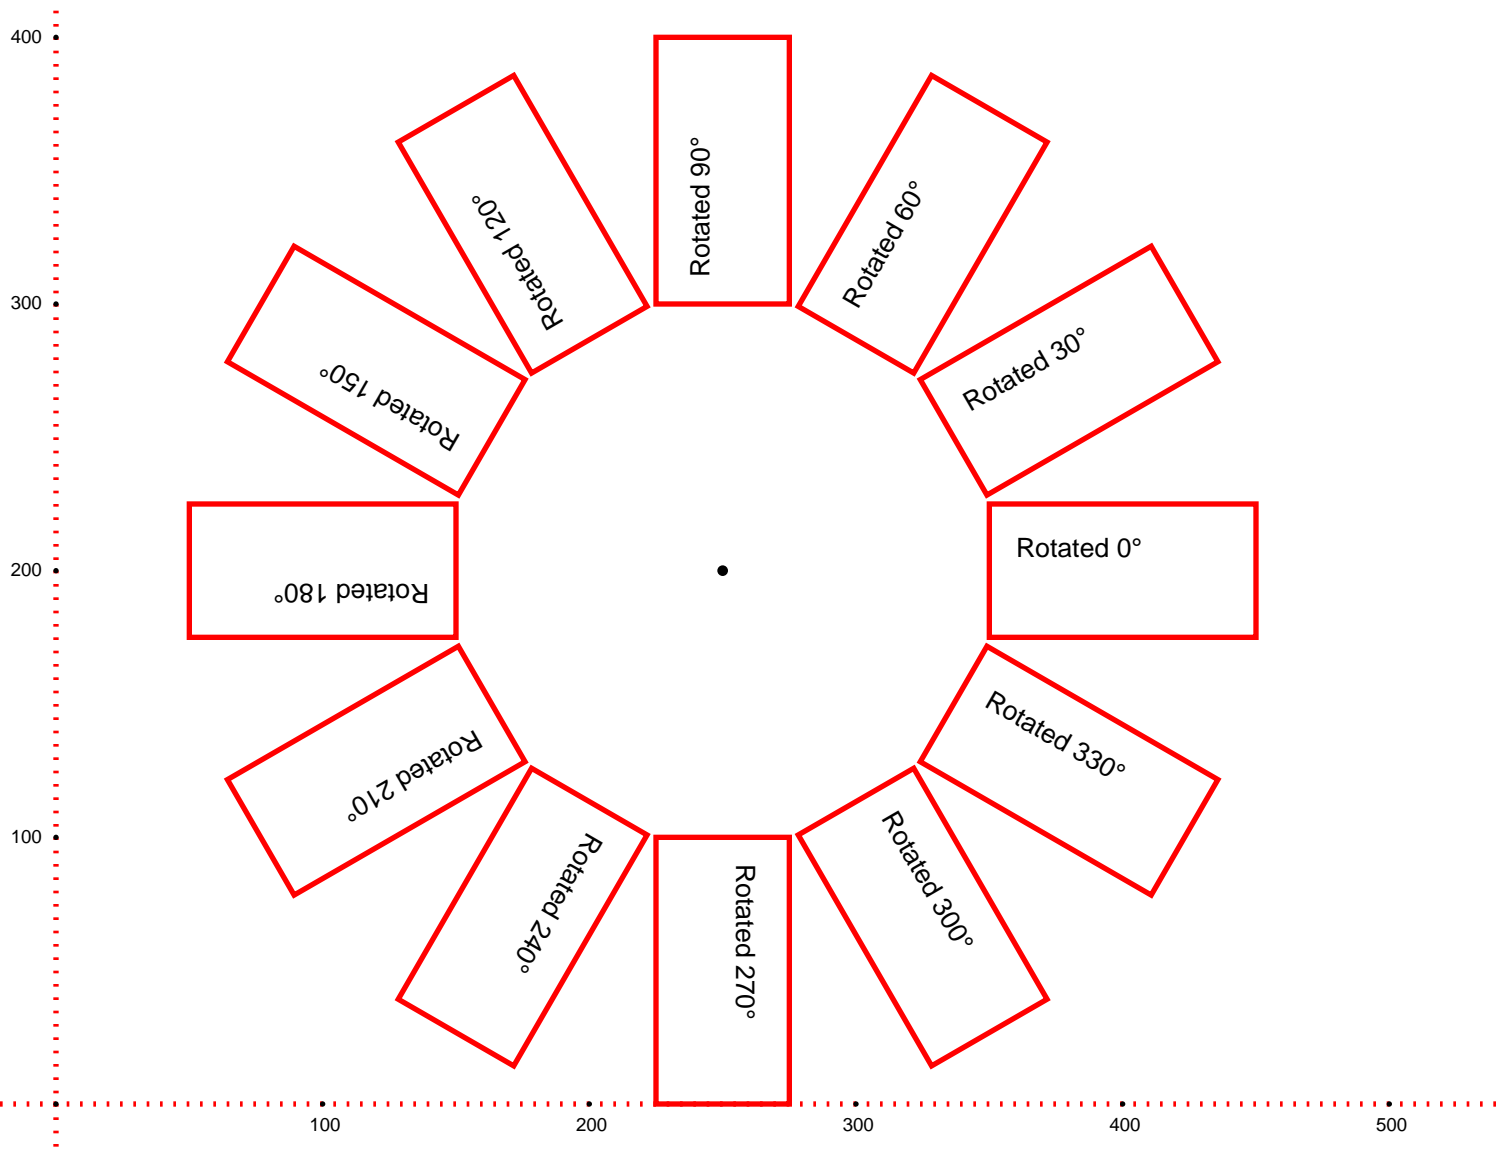 400
Rotated 90°
Rotated 120°
Rotated 60°
300
Rotated 150°
Rotated 30°
200
Rotated 180°
Rotated 0°
Rotated 210°
Rotated 330°
100
Rotated 240°
Rotated 270°
Rotated 300°
100
200
300
400
500